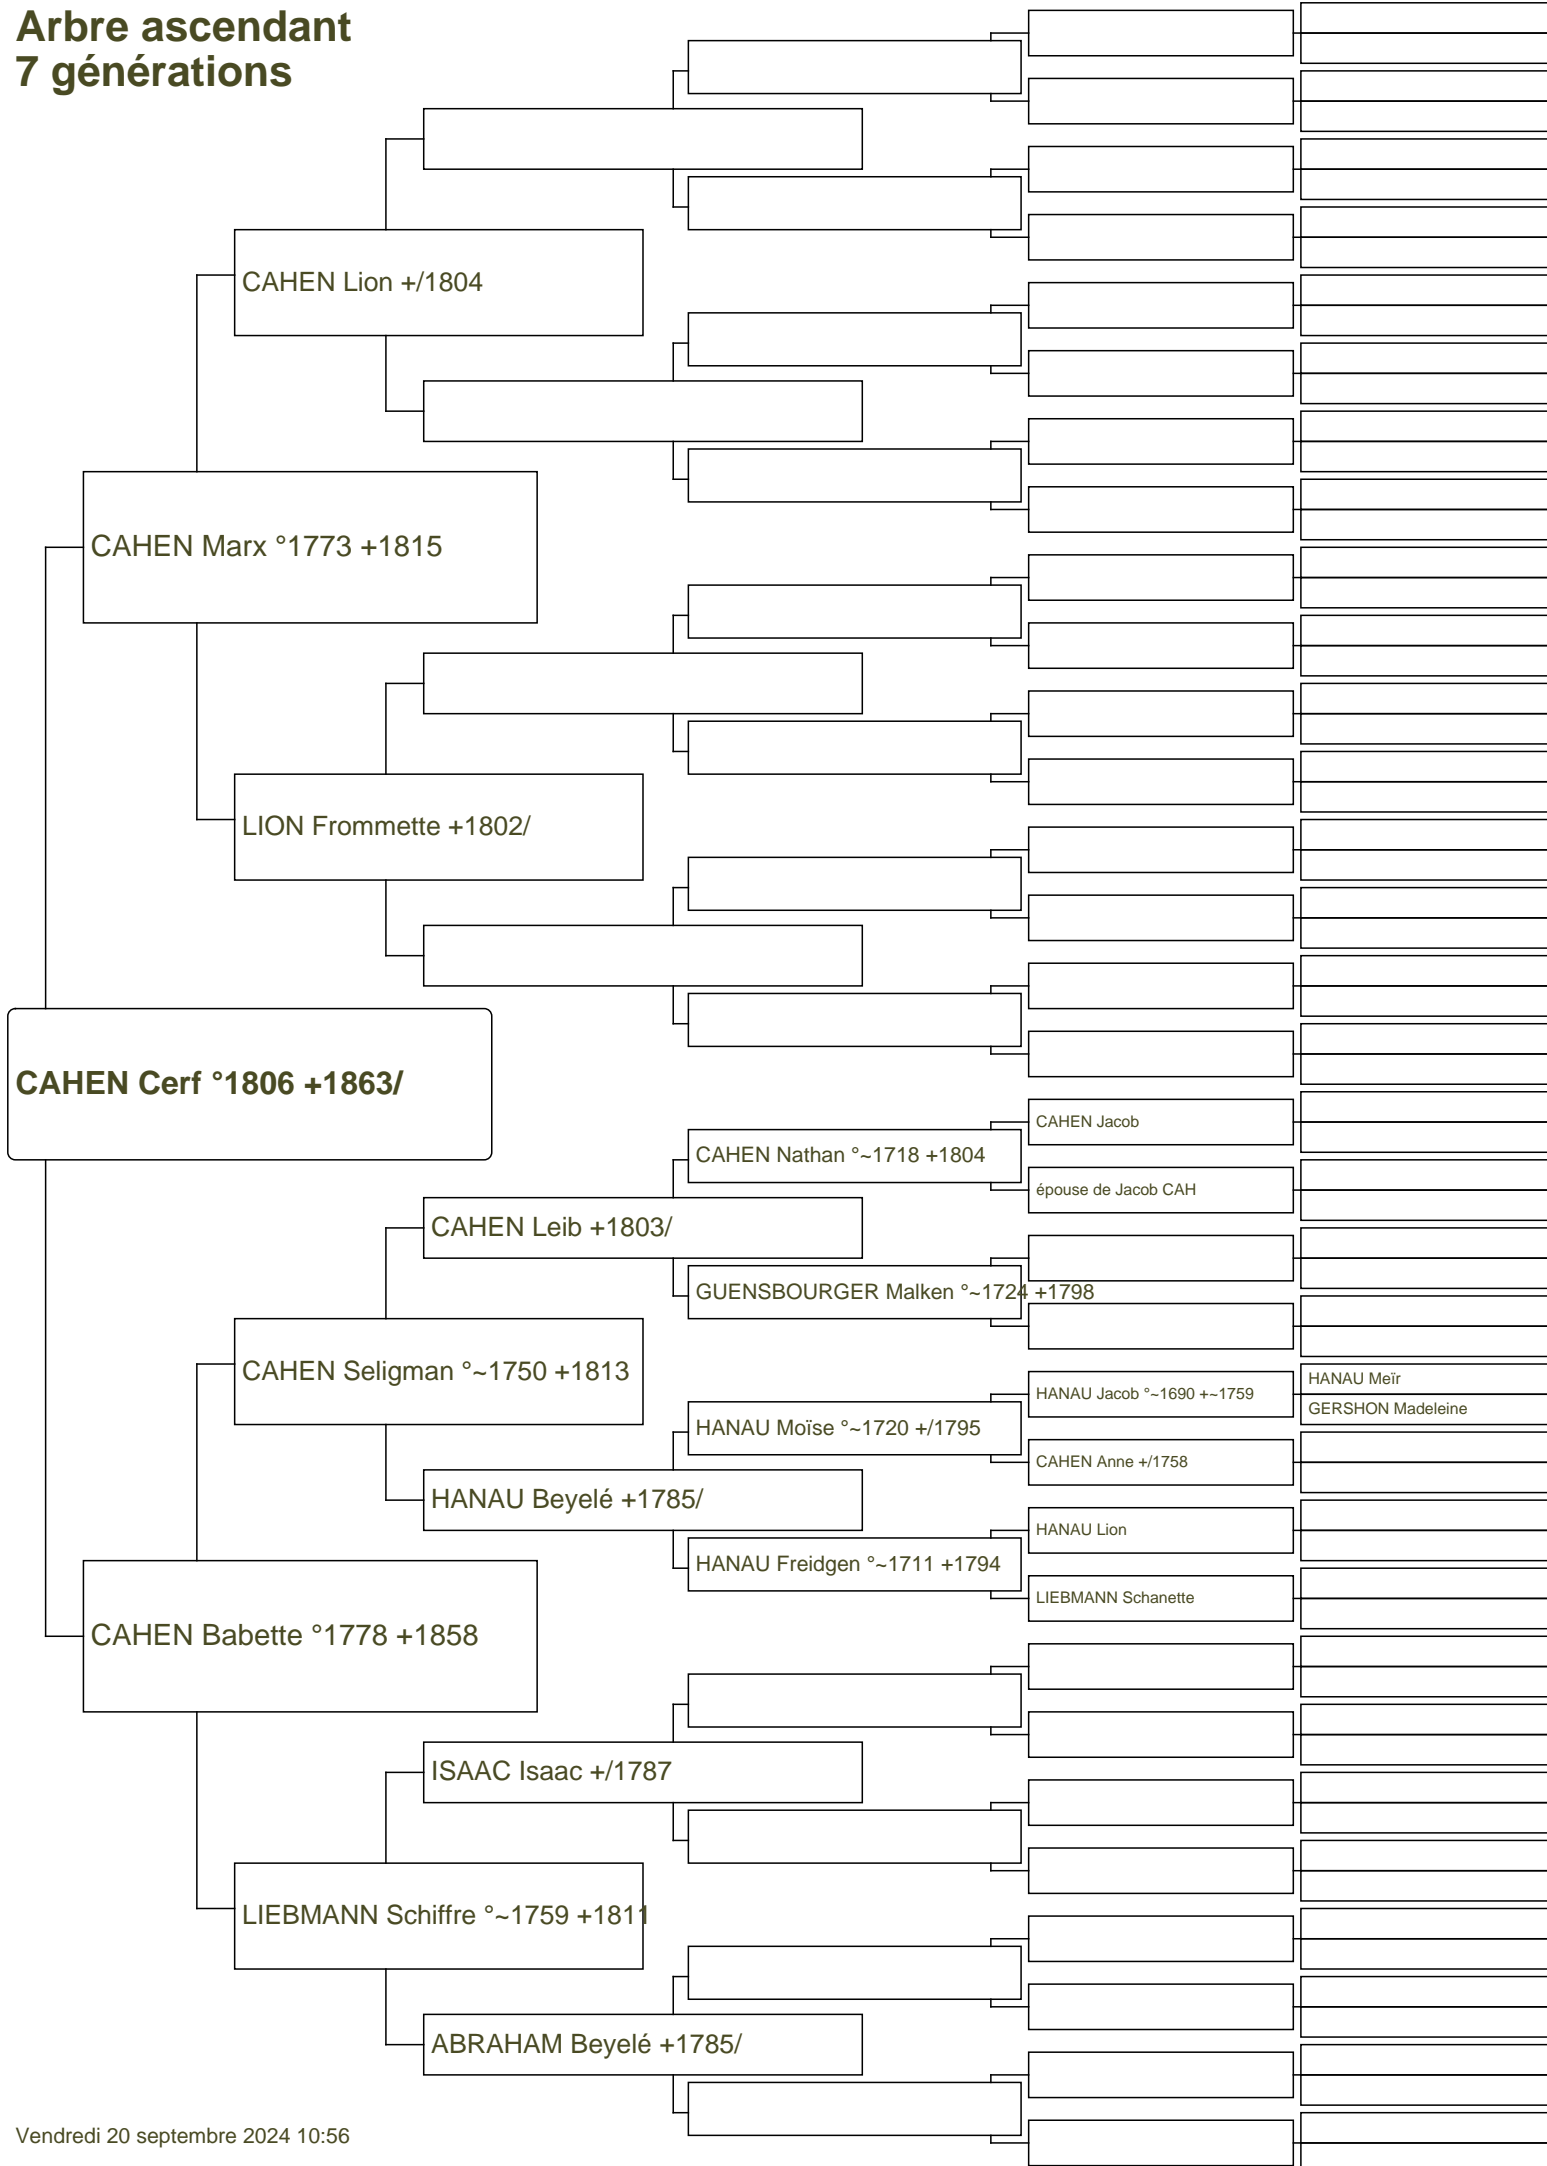 Arbre ascendant
7 générations
CAHEN Lion +/1804
CAHEN Marx °1773 +1815
LION Frommette +1802/
CAHEN Cerf °1806 +1863/
CAHEN Jacob
CAHEN Nathan °~1718 +1804
épouse de Jacob CAH
CAHEN Leib +1803/
GUENSBOURGER Malken °~1724 +1798
CAHEN Seligman °~1750 +1813
HANAU Meïr
HANAU Jacob °~1690 +~1759
GERSHON Madeleine
HANAU Moïse °~1720 +/1795
CAHEN Anne +/1758
HANAU Beyelé +1785/
HANAU Lion
HANAU Freidgen °~1711 +1794
LIEBMANN Schanette
CAHEN Babette °1778 +1858
ISAAC Isaac +/1787
LIEBMANN Schiffre °~1759 +1811
ABRAHAM Beyelé +1785/
Vendredi 20 septembre 2024 10:56